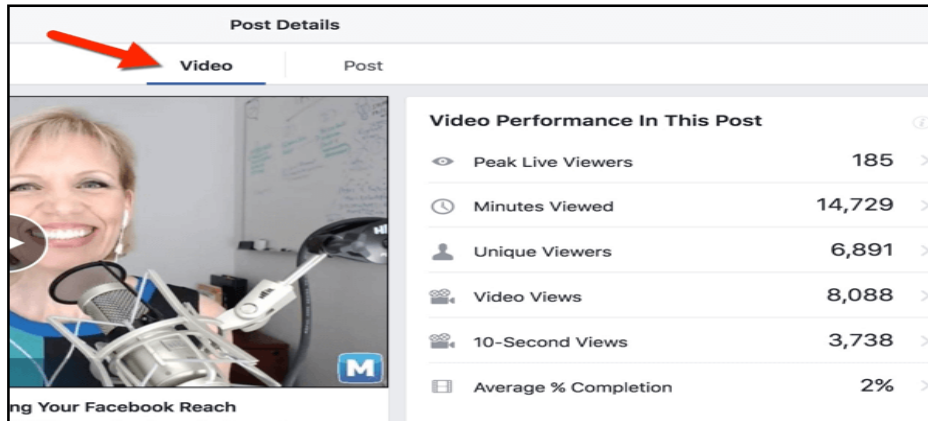 Post Details
Video Post
Video Performance In This Post
Peak Live Viewers 185
Minutes Viewed 14,729
Unique Viewers 6,891
Video Views 8,088
10-Second Views 3,738
Average % Completion 2%
M
ng Your Facebook Reach